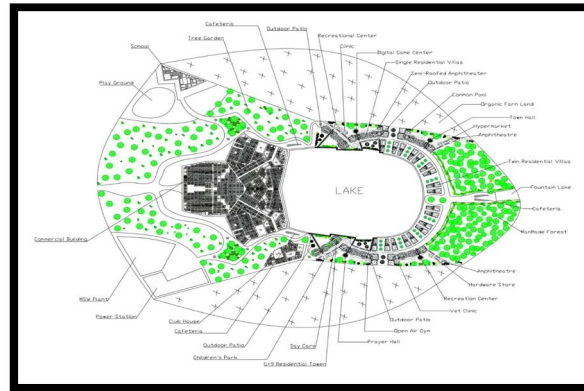 Cafeteria
Outdoor Patio
Recreational Center
Clinic
Digital Game Center
Single Residential Villas
Semi-Roofed Amphitheater
Outdoor Patio
Common Pool
Organic Farm Land
Town Hall
Hypermarket
Amphitheatre
Twin Residential Villas
Fountain Lake
Cafeteria
ManMade Forest
Amphitheatre
Hardware Store
Recreation Center
Vet Clinic
Outdoor Patio
Open Air Gym
Prayer Hall
G+9 Residential Tower
Day Care
Children's Park
Outdoor Patio
Cafeteria
Club House
Power Station
MSW Plant
Commercial Building
Play Ground
School
Tree Garden
LAKE